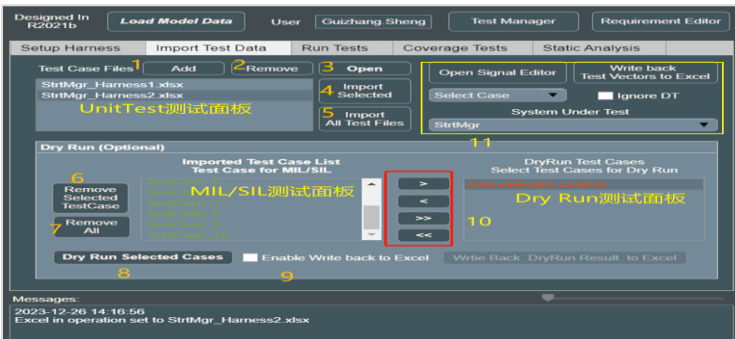 Designed In
R2021b
Load Model Data
User
Guizhang.Sheng
Test Manager
Requirement Editor
Setup Harness
Import Test Data
Run Tests
Coverage Tests
Static Analysis
Test Case Files
1
Add
2
Remove
3
Open
StrtMgr_Harness1.xlsx
StrtMgr_Harness2.xlsx
UnitTest测试面板
4
Import
Selected
5
Import
All Test Files
Open Signal Editor
Write back
Test Vectors to Excel
Select Case
Ignore DT
System Under Test
StrtMgr
11
Dry Run (Optional)
Imported Test Case List
Test Case for MIL/SIL
DryRun Test Cases
Select Test Cases for Dry Run
6
Remove
Selected
TestCase
7
Remove
All
MIL/SIL测试面板
TestCase_10
>
<
>>
<<
Dry Run测试面板
10
Dry Run Selected Cases
8
Enable Write back to Excel
9
Wrtie Back DryRun Result to Excel
Messages:
2023-12-26 14:16:56
Excel in operation set to StrtMgr_Harness2.xlsx